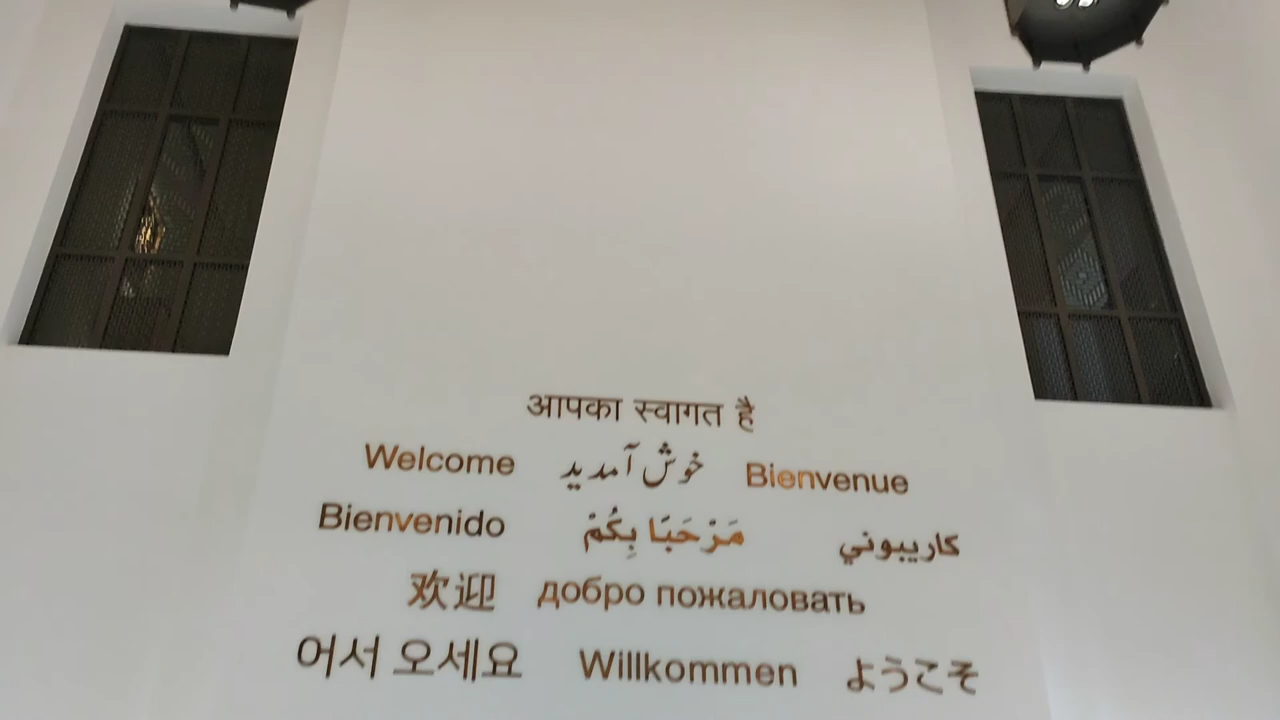 आपका स्वागत है
Welcome خوش آمدید Bienvenue
Bienvenido مَرْحَبًا بِكُمْ كاريبوني
欢迎 добро пожаловать
어서 오세요 Willkommen ようこそ